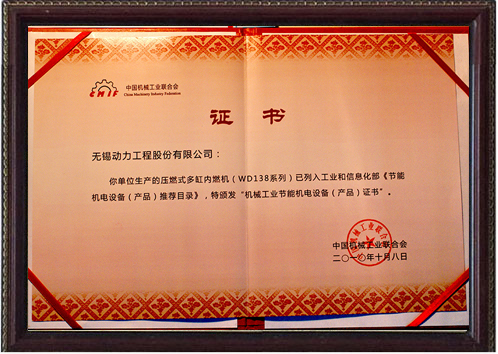 CMIF
中国机械工业联合会
China Machinery Industry Federation
证书
无锡动力工程股份有限公司：
你单位生产的压燃式多缸内燃机（WD138系列）已列入工业和信息化部《节能
机电设备（产品）推荐目录》，特颁发“机械工业节能机电设备（产品）证书”。
中国机械工业联合会
二〇一〇年十月八日